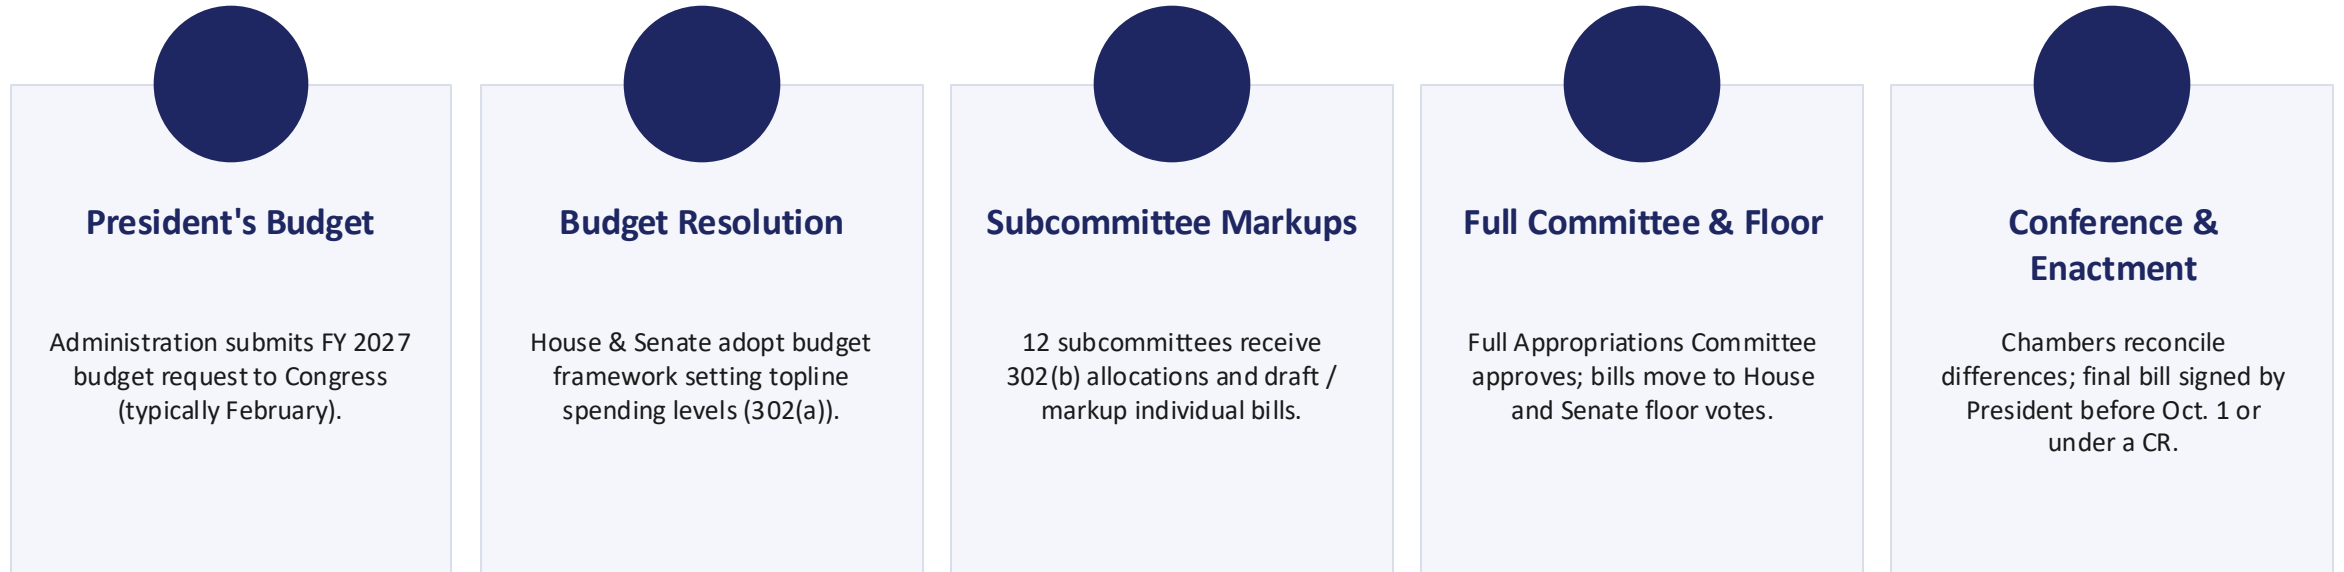 President's Budget
Administration submits FY 2027
budget request to Congress
(typically February).
Budget Resolution
House & Senate adopt budget
framework setting topline
spending levels (302(a)).
Subcommittee Markups
12 subcommittees receive
302(b) allocations and draft /
markup individual bills.
Full Committee & Floor
Full Appropriations Committee
approves; bills move to House
and Senate floor votes.
Conference &
Enactment
Chambers reconcile
differences; final bill signed by
President before Oct. 1 or
under a CR.